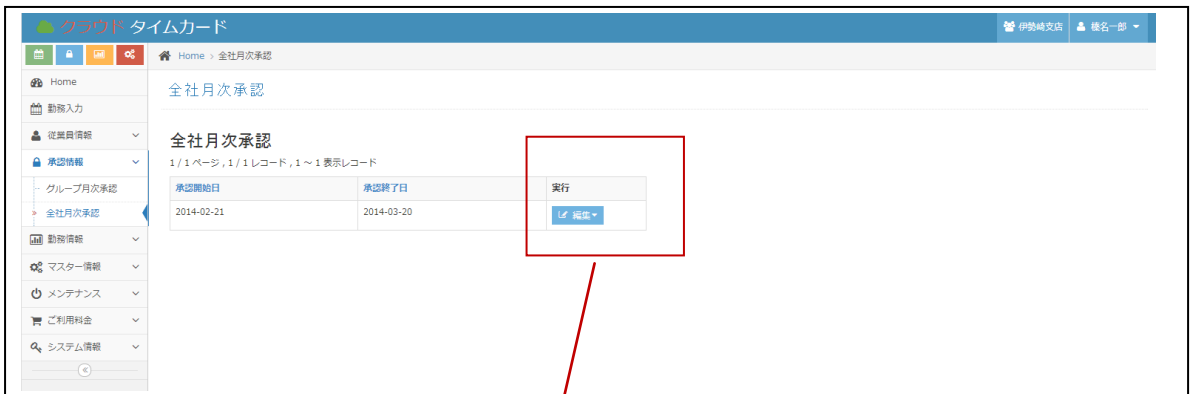 クラウド タイムカード
伊勢崎支店 榛名一郎
Home > 全社月次承認
Home
勤務入力
従業員情報
承認情報
グループ月次承認
» 全社月次承認
勤務情報
マスター情報
メンテナンス
ご利用料金
システム情報
全社月次承認
全社月次承認
1 / 1 ページ , 1 / 1 レコード , 1 ～ 1 表示レコード
承認開始日 承認終了日 実行
2014-02-21 2014-03-20 編集